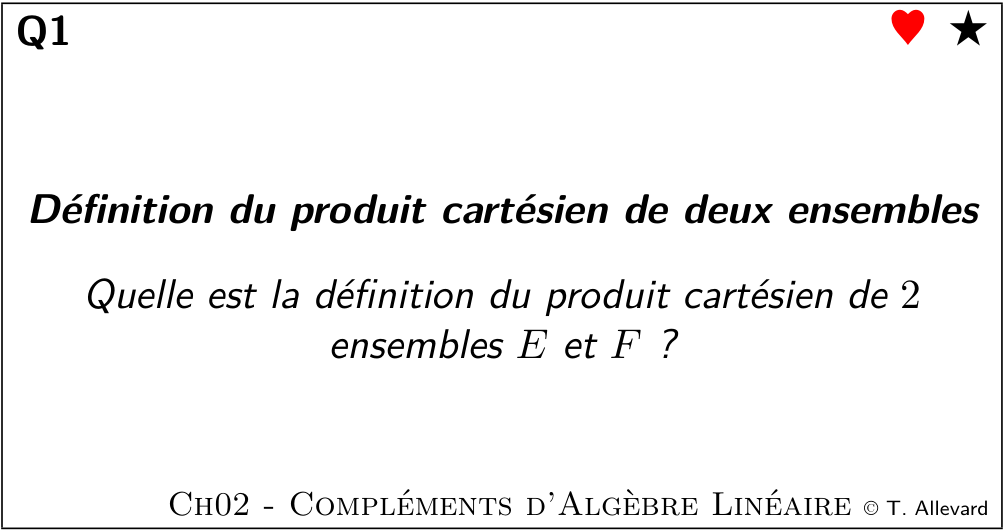 Q1
Définition du produit cartésien de deux ensembles
Quelle est la définition du produit cartésien de 2
ensembles E et F ?
Ch02 - Compléments d'Algèbre Linéaire © T. Allevard